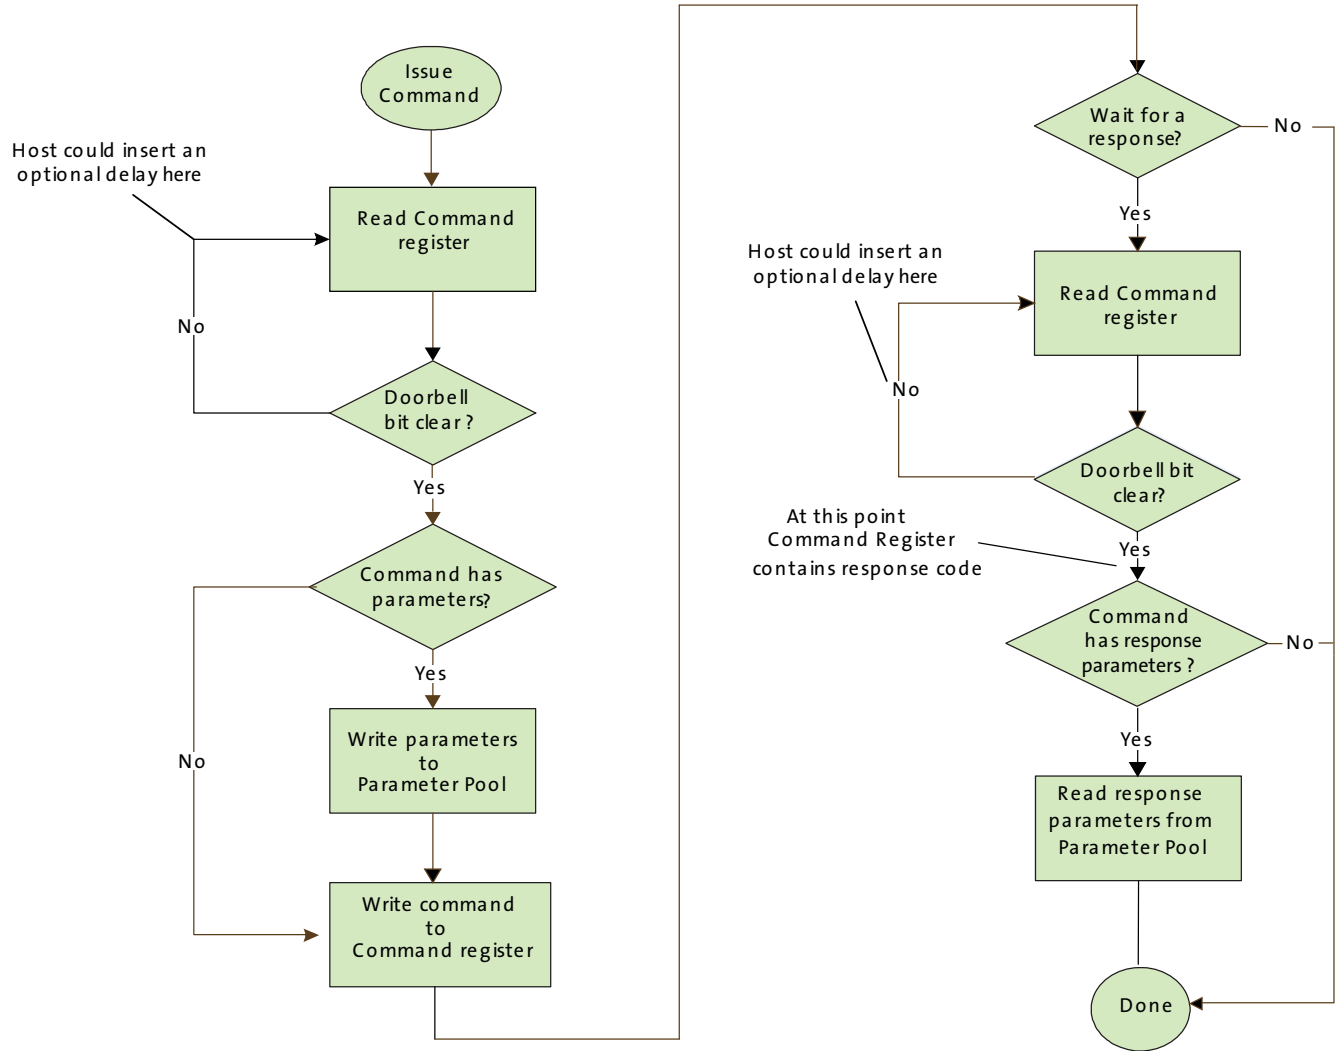 Issue
Command
Host could insert an
optional delay here
Read Command
register
No
Doorbell
bit clear ?
Yes
Command has
parameters?
Yes
Write parameters
to
Parameter Pool
No
Write command
to
Command register
Wait for a
response?
No
Yes
Host could insert an
optional delay here
Read Command
register
No
Doorbell bit
clear?
At this point
Command Register
contains response code
Yes
Command
has response
parameters ?
No
Yes
Read response
parameters from
Parameter Pool
Done